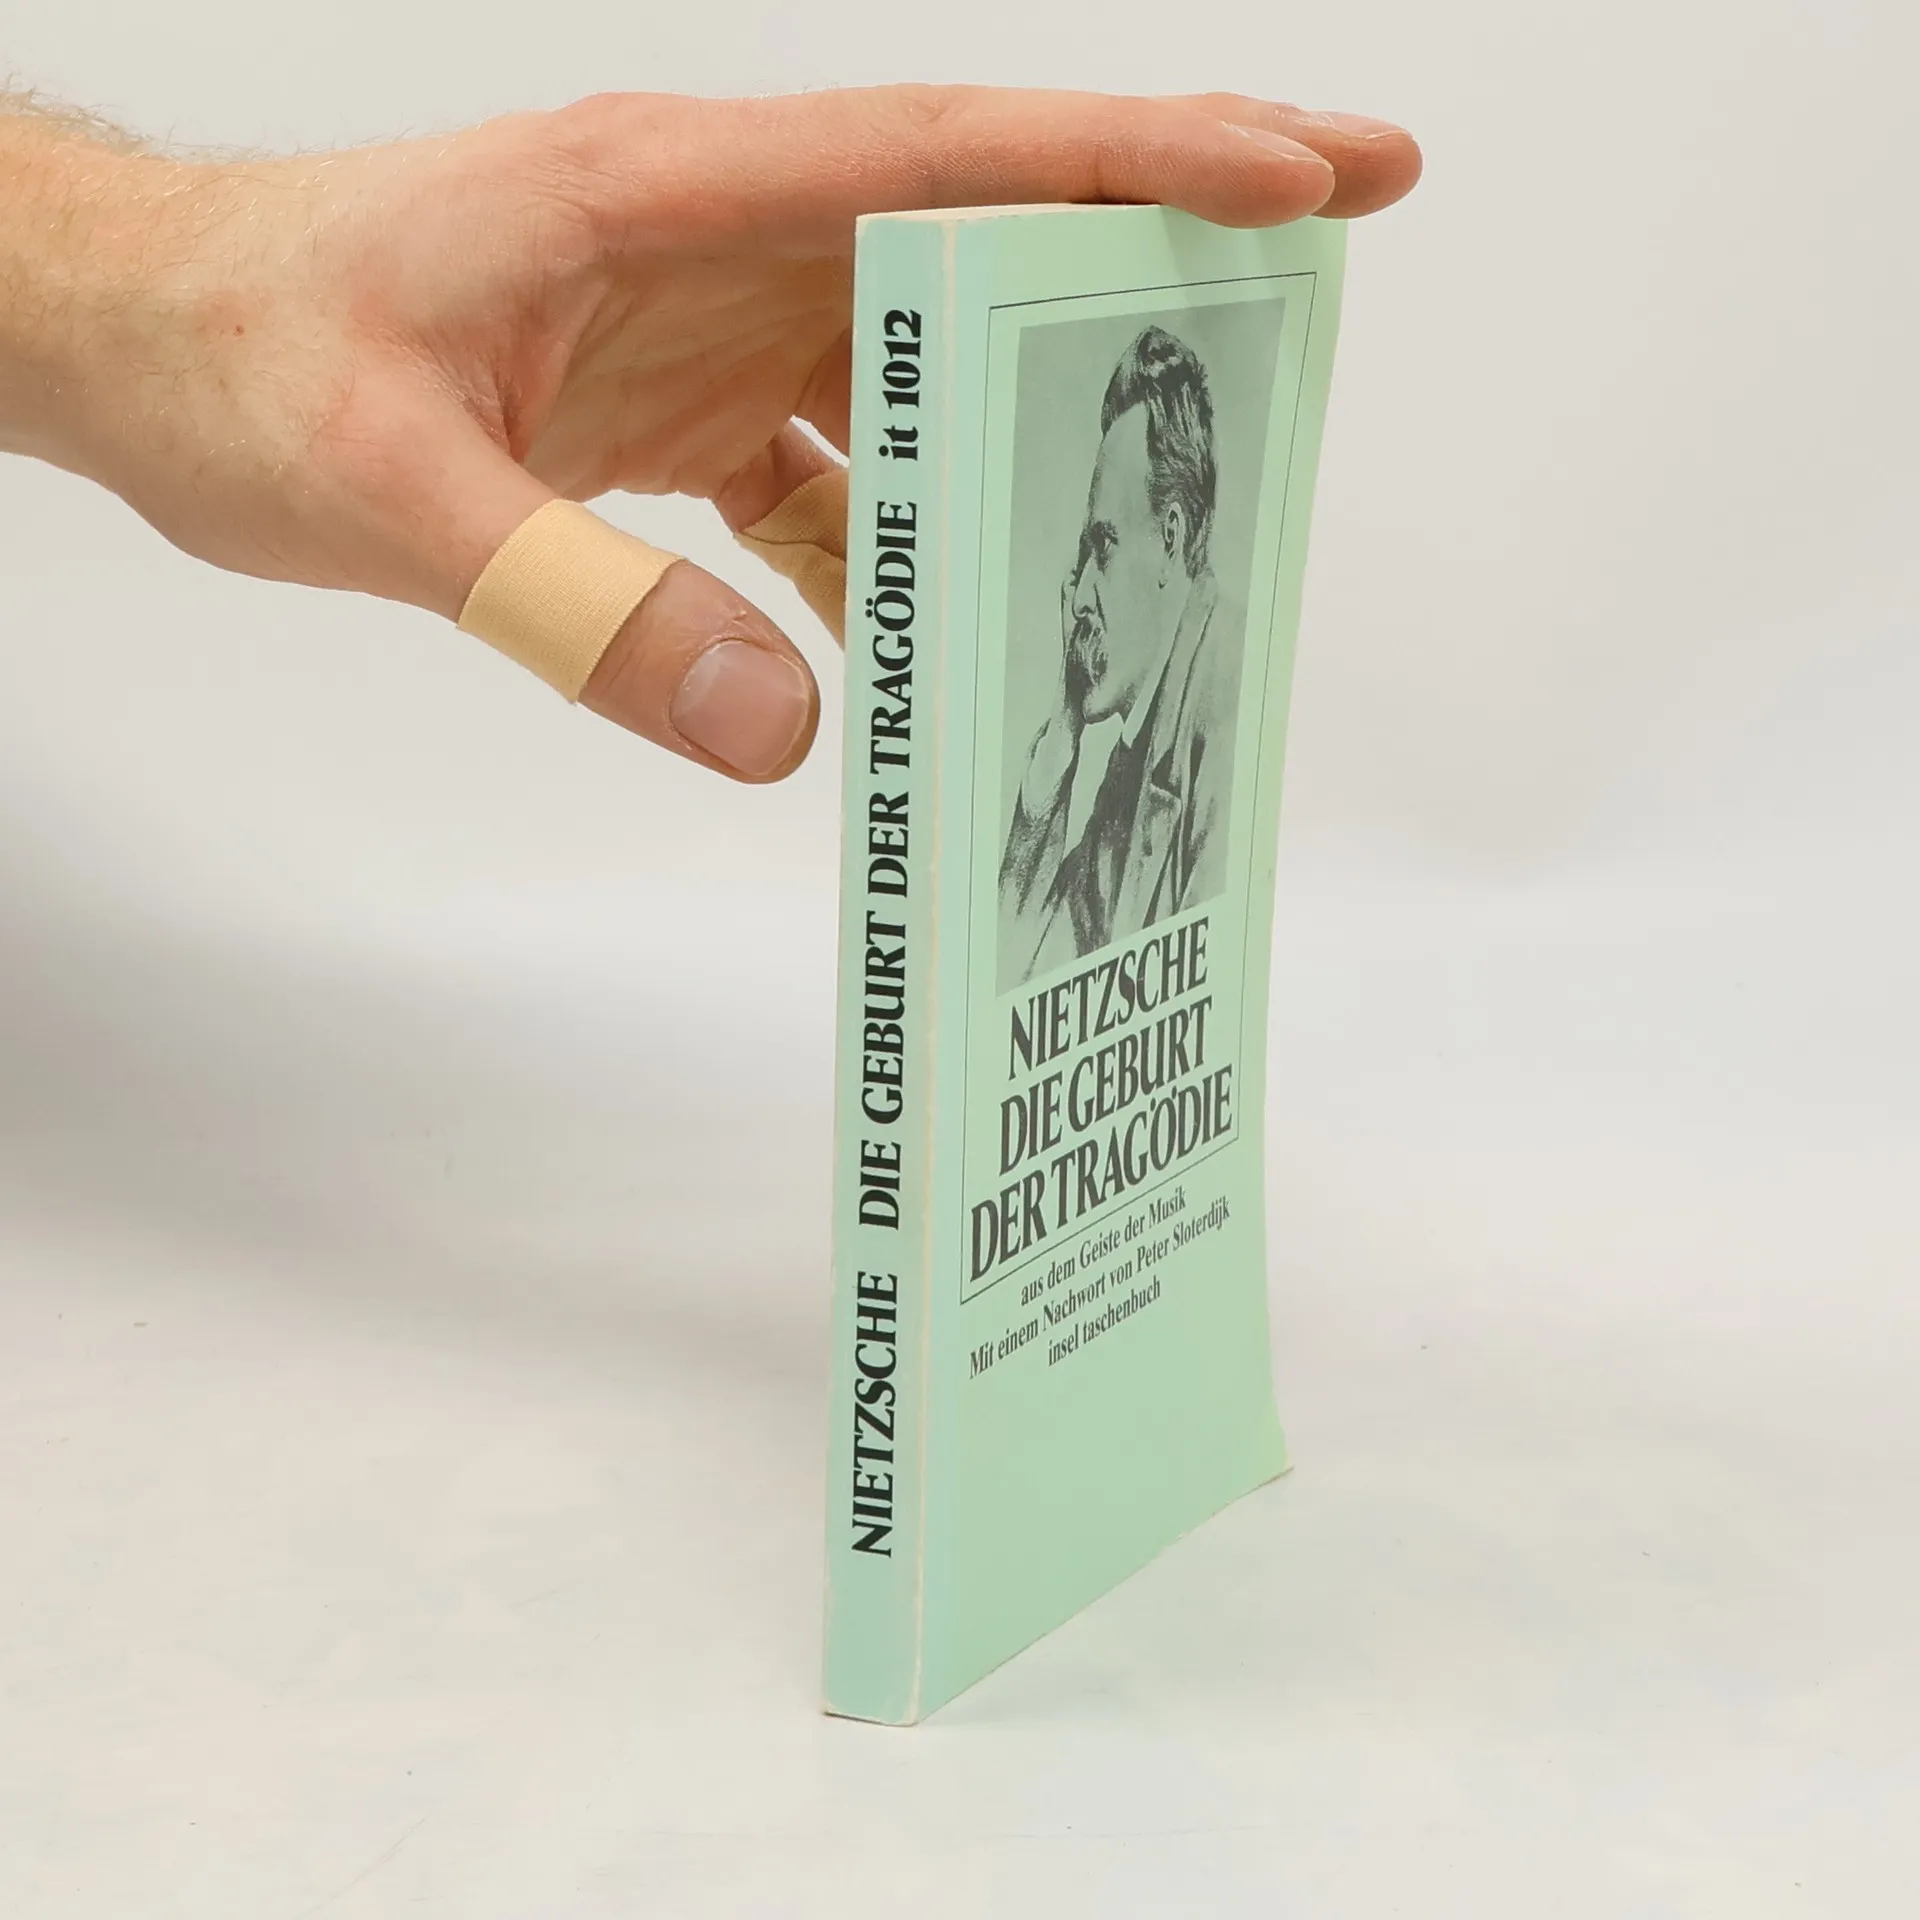 NIETZSCHE DIE GEBURT DER TRAGÖDIE it 1012
NIETZSCHE
DIE GEBURT
DER TRAGÖDIE
aus dem Geiste der Musik
Mit einem Nachwort von Peter Sloterdijk
insel taschenbuch